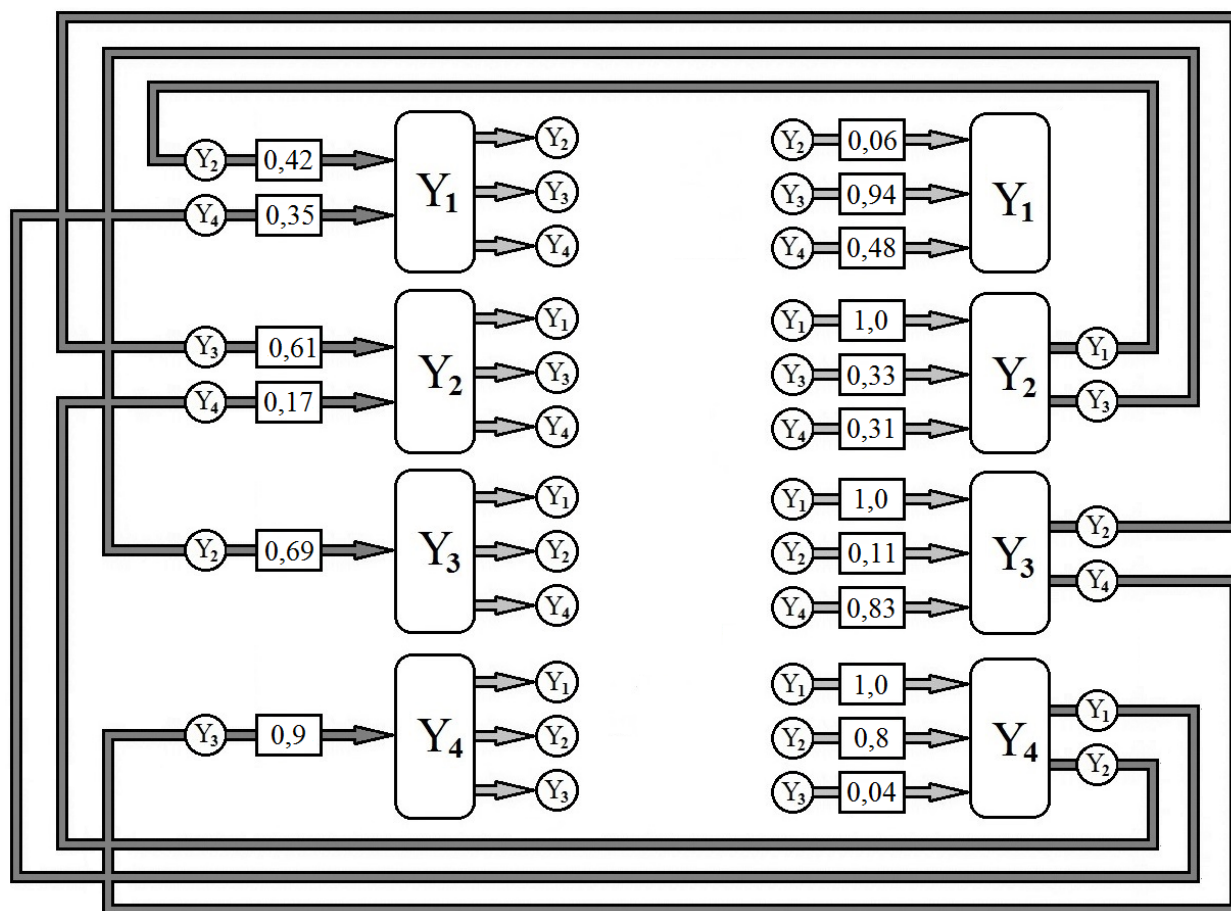 Y₂ 0,42 Y₁ Y₂
Y₃
Y₄ 0,35 Y₄
Y₃ 0,61 Y₂ Y₁
Y₃
Y₄ 0,17 Y₄
Y₂ 0,69 Y₃ Y₁
Y₂
Y₄
Y₃ 0,9 Y₄ Y₁
Y₂
Y₃
Y₂ 0,06 Y₁
Y₃ 0,94
Y₄ 0,48
Y₁ 1,0 Y₂ Y₁
Y₃ 0,33 Y₃
Y₄ 0,31
Y₁ 1,0 Y₃ Y₂
Y₂ 0,11 Y₄
Y₄ 0,83
Y₁ 1,0 Y₄ Y₁
Y₂ 0,8 Y₂
Y₃ 0,04